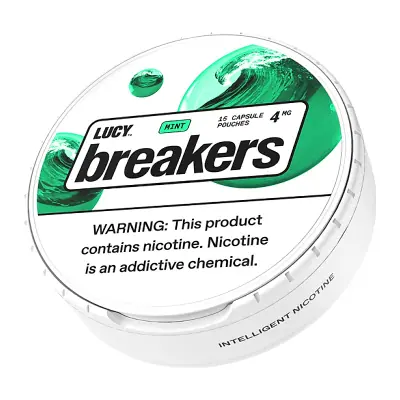 LUCY™
MINT
15 CAPSULE
POUCHES
4 MG
breakers
WARNING: This product
contains nicotine. Nicotine
is an addictive chemical.
INTELLIGENT NICOTINE